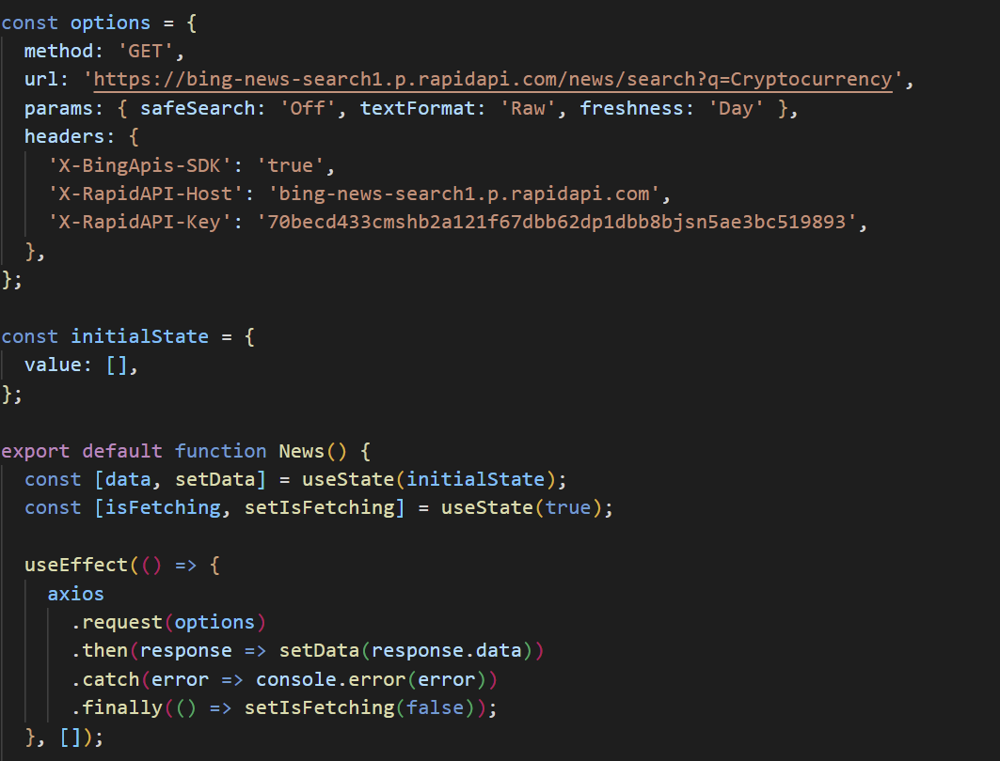 const options = {
  method: 'GET',
  url: 'https://bing-news-search1.p.rapidapi.com/news/search?q=Cryptocurrency',
  params: { safeSearch: 'Off', textFormat: 'Raw', freshness: 'Day' },
  headers: {
    'X-BingApis-SDK': 'true',
    'X-RapidAPI-Host': 'bing-news-search1.p.rapidapi.com',
    'X-RapidAPI-Key': '70becd433cmshb2a121f67dbb62dp1dbb8bjsn5ae3bc519893',
  },
};

const initialState = {
  value: [],
};

export default function News() {
  const [data, setData] = useState(initialState);
  const [isFetching, setIsFetching] = useState(true);

  useEffect(() => {
    axios
      .request(options)
      .then(response => setData(response.data))
      .catch(error => console.error(error))
      .finally(() => setIsFetching(false));
  }, []);